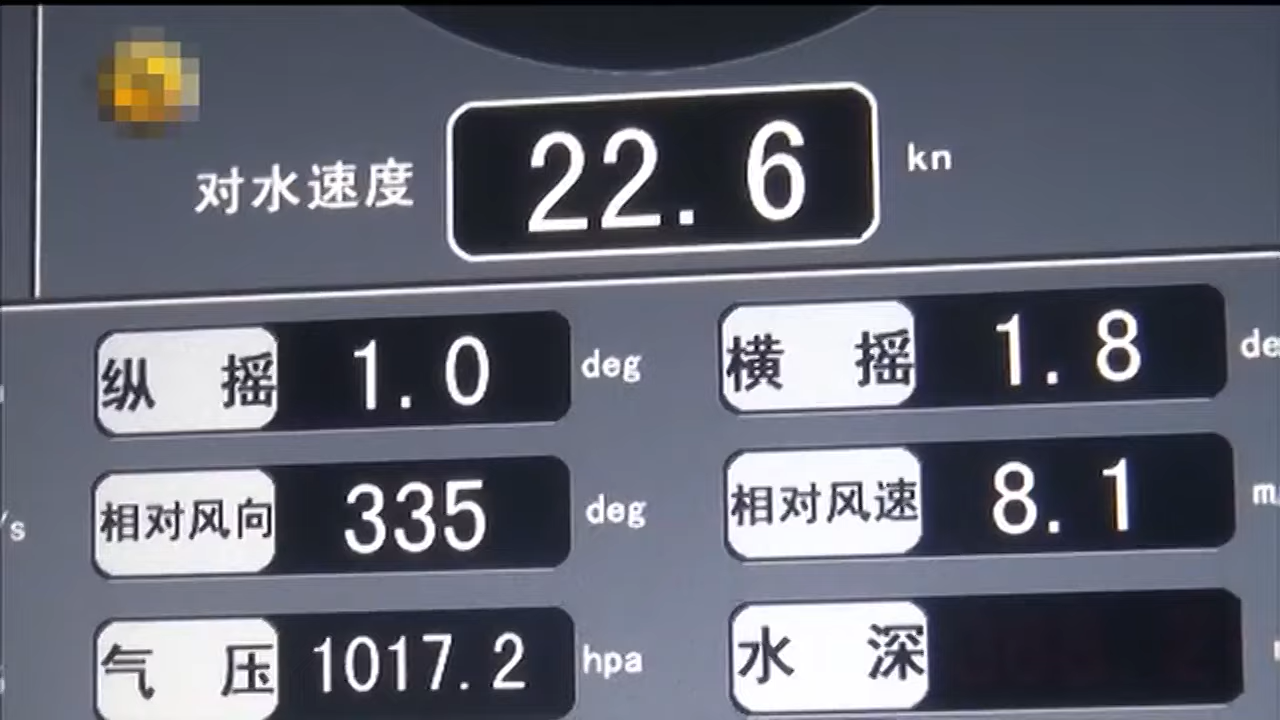 对水速度 22.6 kn
纵 摇 1.0 deg 横 摇 1.8 de
/s 相对风向 335 deg 相对风速 8.1 m
气 压 1017.2 hpa 水 深